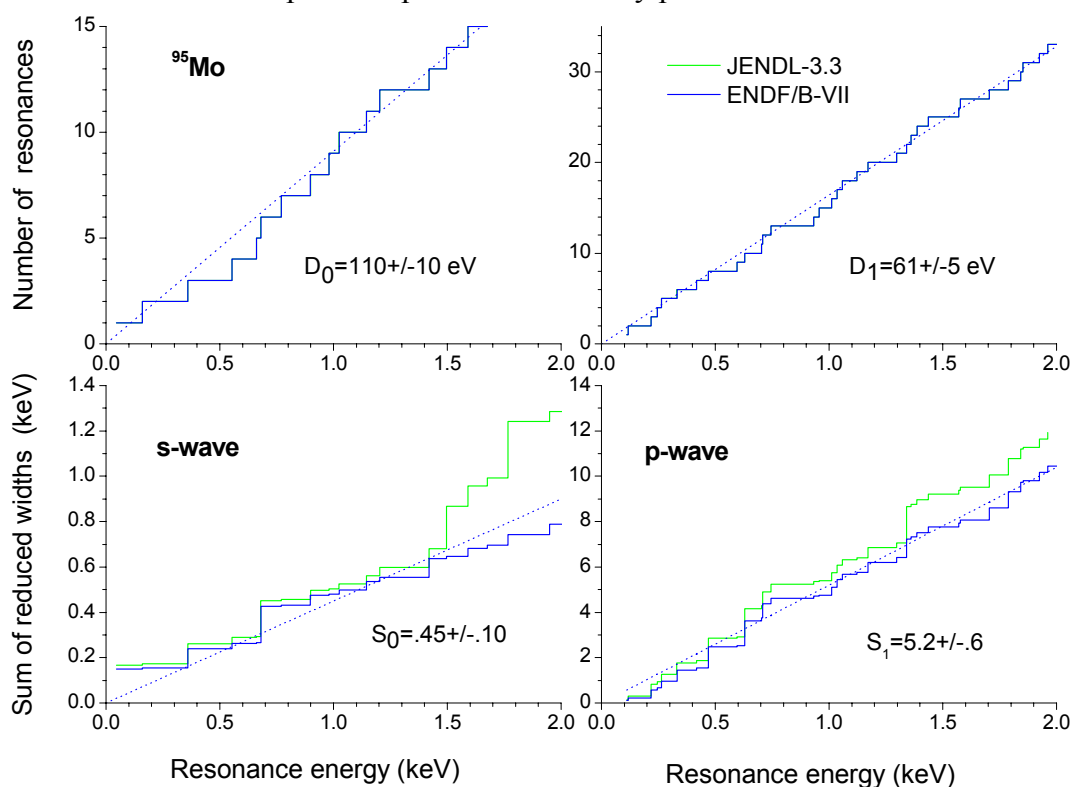 ⁹⁵Mo
Number of resonances
15
10
5
0
D₀=110+/-10 eV
0.0 0.5 1.0 1.5 2.0
JENDL-3.3
ENDF/B-VII
30
20
10
0
D₁=61+/-5 eV
0.0 0.5 1.0 1.5 2.0
Sum of reduced widths (keV)
1.4
1.2
1.0
0.8
0.6
0.4
0.2
0.0
s-wave
S₀=.45+/-.10
0.0 0.5 1.0 1.5 2.0
Resonance energy (keV)
14
12
10
8
6
4
2
0
p-wave
S₁=5.2+/-.6
0.0 0.5 1.0 1.5 2.0
Resonance energy (keV)